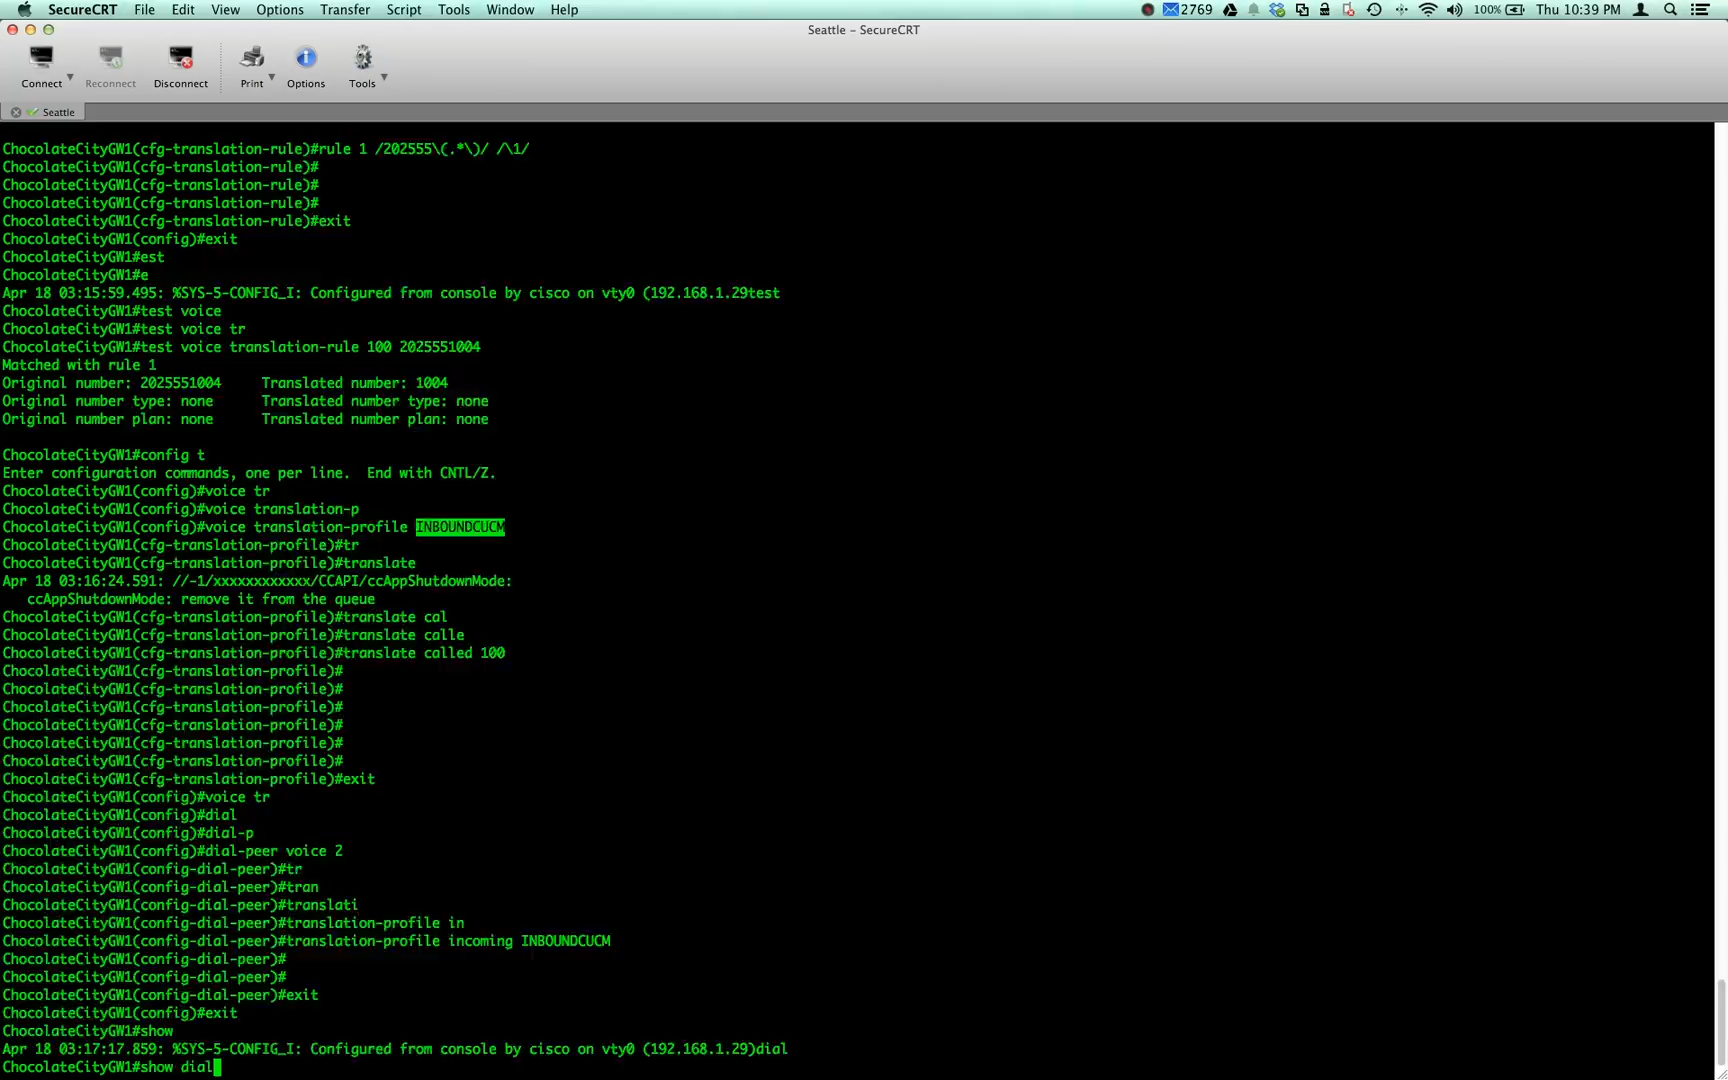 SecureCRT File Edit View Options Transfer Script Tools Window Help 2769 100% Thu 10:39 PM
Seattle – SecureCRT
Connect Reconnect Disconnect Print Options Tools
Seattle
ChocolateCityGW1(cfg-translation-rule)#rule 1 /202555\(.*\)/ /\1/
ChocolateCityGW1(cfg-translation-rule)#
ChocolateCityGW1(cfg-translation-rule)#
ChocolateCityGW1(cfg-translation-rule)#
ChocolateCityGW1(cfg-translation-rule)#exit
ChocolateCityGW1(config)#exit
ChocolateCityGW1#est
ChocolateCityGW1#e
Apr 18 03:15:59.495: %SYS-5-CONFIG_I: Configured from console by cisco on vty0 (192.168.1.29test
ChocolateCityGW1#test voice
ChocolateCityGW1#test voice tr
ChocolateCityGW1#test voice translation-rule 100 2025551004
Matched with rule 1
Original number: 2025551004 Translated number: 1004
Original number type: none Translated number type: none
Original number plan: none Translated number plan: none
ChocolateCityGW1#config t
Enter configuration commands, one per line. End with CNTL/Z.
ChocolateCityGW1(config)#voice tr
ChocolateCityGW1(config)#voice translation-p
ChocolateCityGW1(config)#voice translation-profile INBOUNDCUCM
ChocolateCityGW1(cfg-translation-profile)#tr
ChocolateCityGW1(cfg-translation-profile)#translate
Apr 18 03:16:24.591: //-1/xxxxxxxxxxxx/CCAPI/ccAppShutdownMode:
ccAppShutdownMode: remove it from the queue
ChocolateCityGW1(cfg-translation-profile)#translate cal
ChocolateCityGW1(cfg-translation-profile)#translate calle
ChocolateCityGW1(cfg-translation-profile)#translate called 100
ChocolateCityGW1(cfg-translation-profile)#
ChocolateCityGW1(cfg-translation-profile)#
ChocolateCityGW1(cfg-translation-profile)#
ChocolateCityGW1(cfg-translation-profile)#
ChocolateCityGW1(cfg-translation-profile)#
ChocolateCityGW1(cfg-translation-profile)#
ChocolateCityGW1(cfg-translation-profile)#exit
ChocolateCityGW1(config)#voice tr
ChocolateCityGW1(config)#dial
ChocolateCityGW1(config)#dial-p
ChocolateCityGW1(config)#dial-peer voice 2
ChocolateCityGW1(config-dial-peer)#tr
ChocolateCityGW1(config-dial-peer)#tran
ChocolateCityGW1(config-dial-peer)#translati
ChocolateCityGW1(config-dial-peer)#translation-profile in
ChocolateCityGW1(config-dial-peer)#translation-profile incoming INBOUNDCUCM
ChocolateCityGW1(config-dial-peer)#
ChocolateCityGW1(config-dial-peer)#
ChocolateCityGW1(config-dial-peer)#exit
ChocolateCityGW1(config)#exit
ChocolateCityGW1#show
Apr 18 03:17:17.859: %SYS-5-CONFIG_I: Configured from console by cisco on vty0 (192.168.1.29)dial
ChocolateCityGW1#show dial